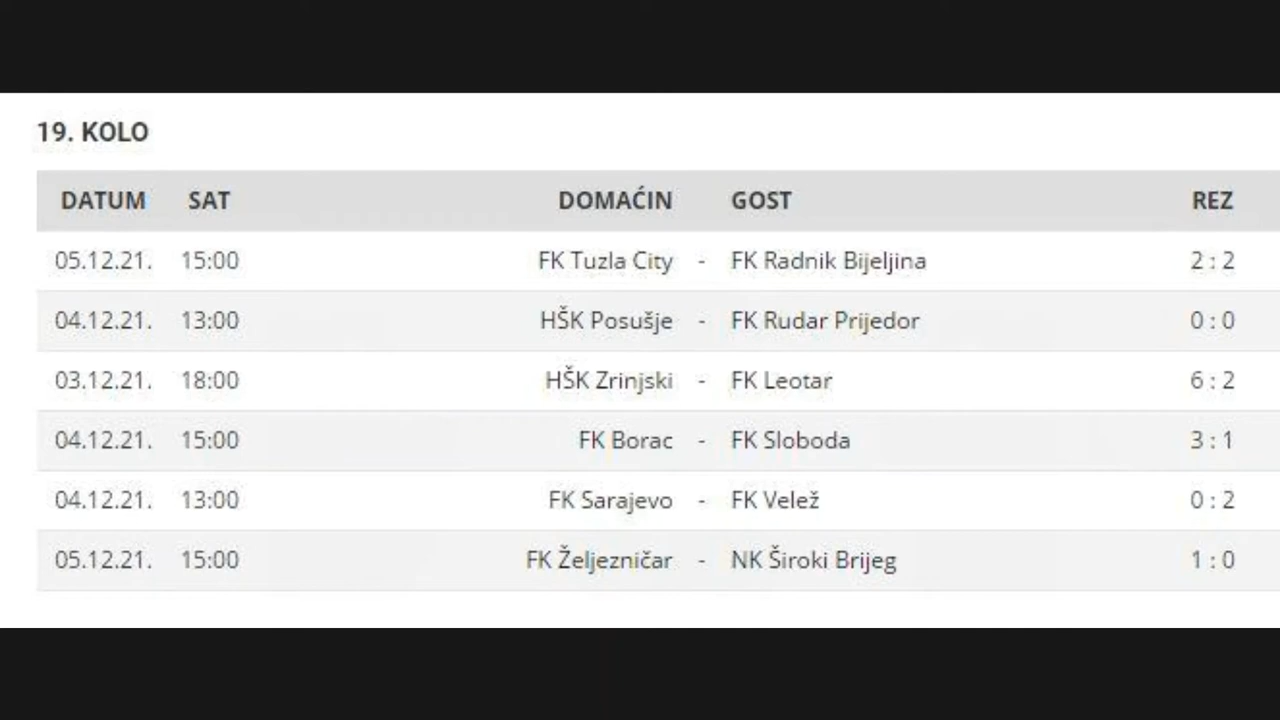 19. KOLO
DATUM SAT DOMAĆIN GOST REZ
05.12.21. 15:00 FK Tuzla City - FK Radnik Bijeljina 2 : 2
04.12.21. 13:00 HŠK Posušje - FK Rudar Prijedor 0 : 0
03.12.21. 18:00 HŠK Zrinjski - FK Leotar 6 : 2
04.12.21. 15:00 FK Borac - FK Sloboda 3 : 1
04.12.21. 13:00 FK Sarajevo - FK Velež 0 : 2
05.12.21. 15:00 FK Željezničar - NK Široki Brijeg 1 : 0